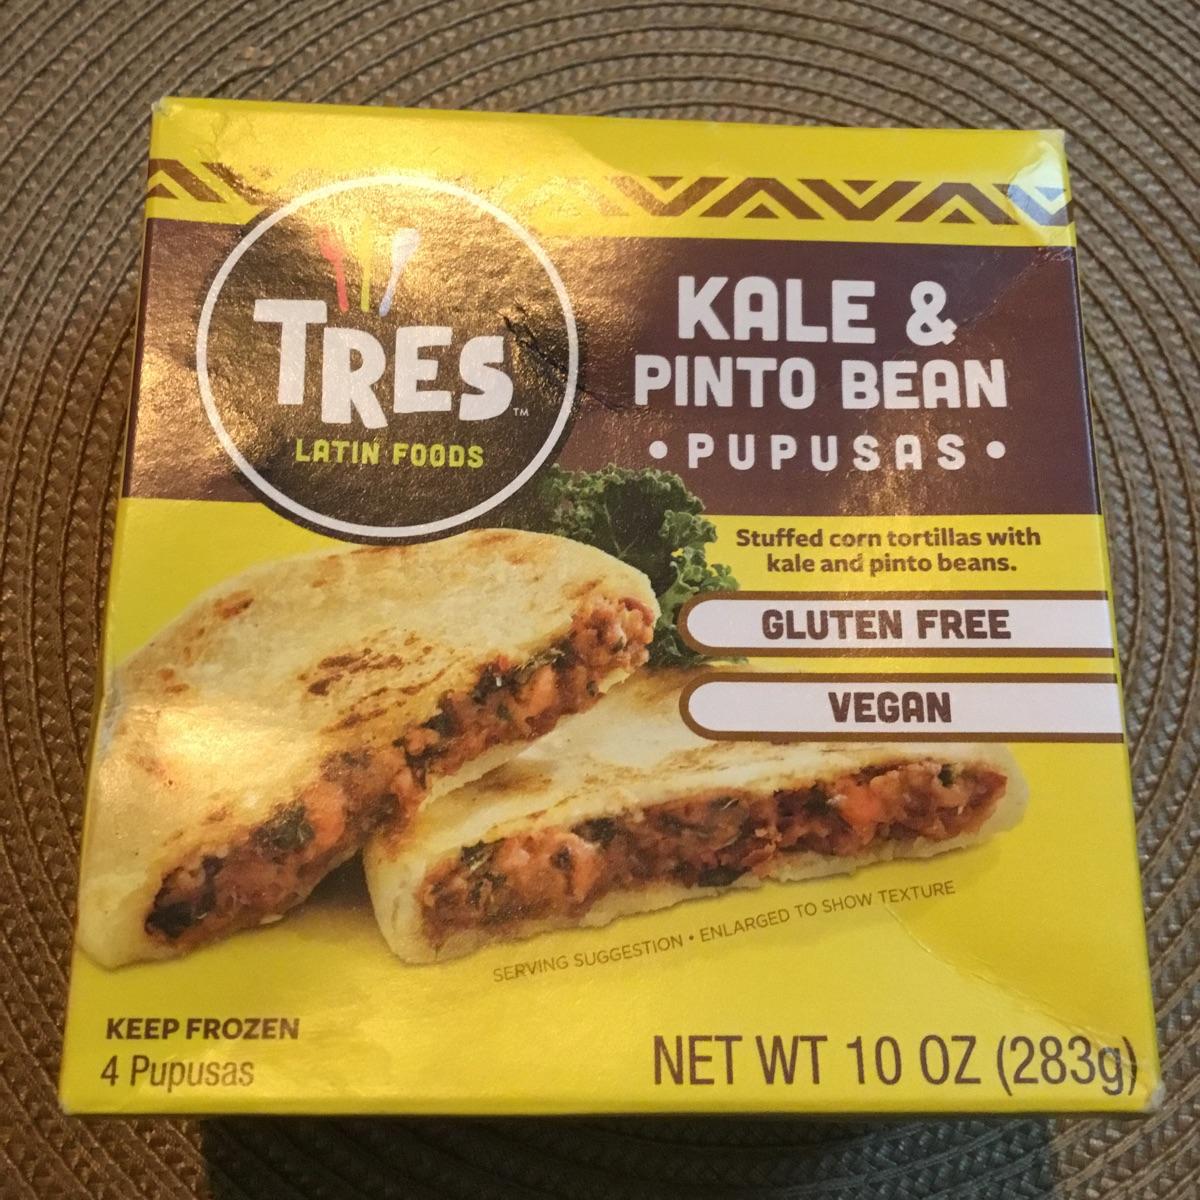 TRES™
LATIN FOODS
KALE &
PINTO BEAN
• PUPUSAS •
Stuffed corn tortillas with
kale and pinto beans.
GLUTEN FREE
VEGAN
SERVING SUGGESTION • ENLARGED TO SHOW TEXTURE
KEEP FROZEN
4 Pupusas
NET WT 10 OZ (283g)